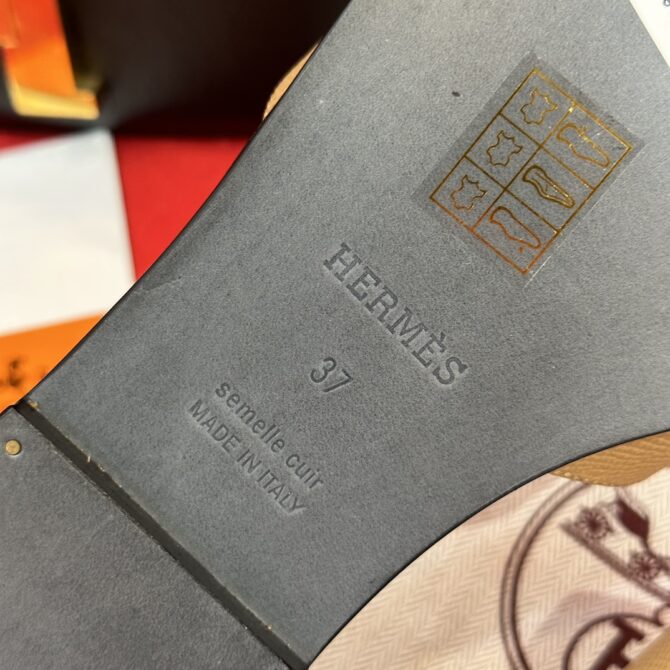 HERMÈS
37
semelle cuir
MADE IN ITALY